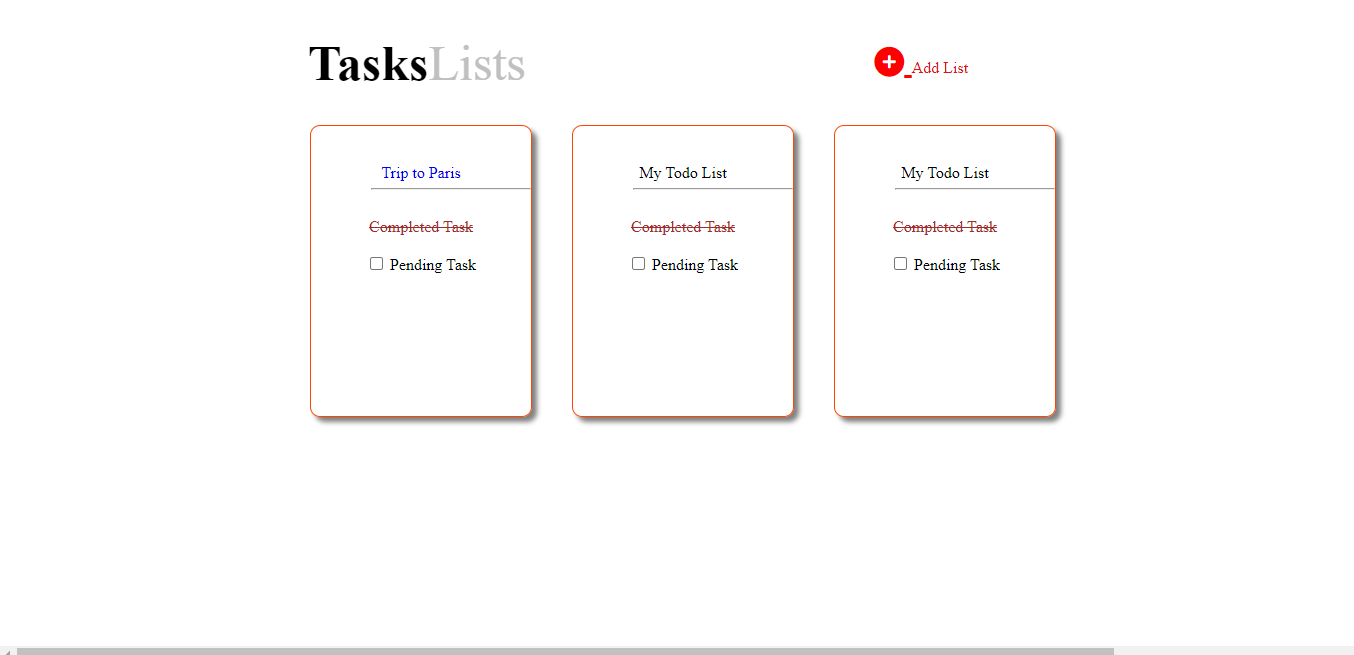 TasksLists
Add List
Trip to Paris
Completed Task
Pending Task
My Todo List
Completed Task
Pending Task
My Todo List
Completed Task
Pending Task